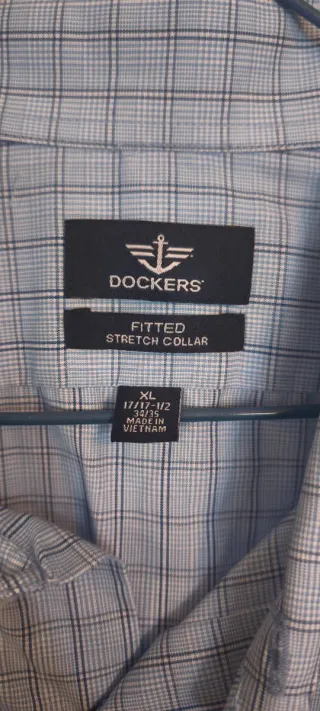 DOCKERS®
FITTED
STRETCH COLLAR
XL
17/17-1/2
34/35
MADE IN
VIETNAM